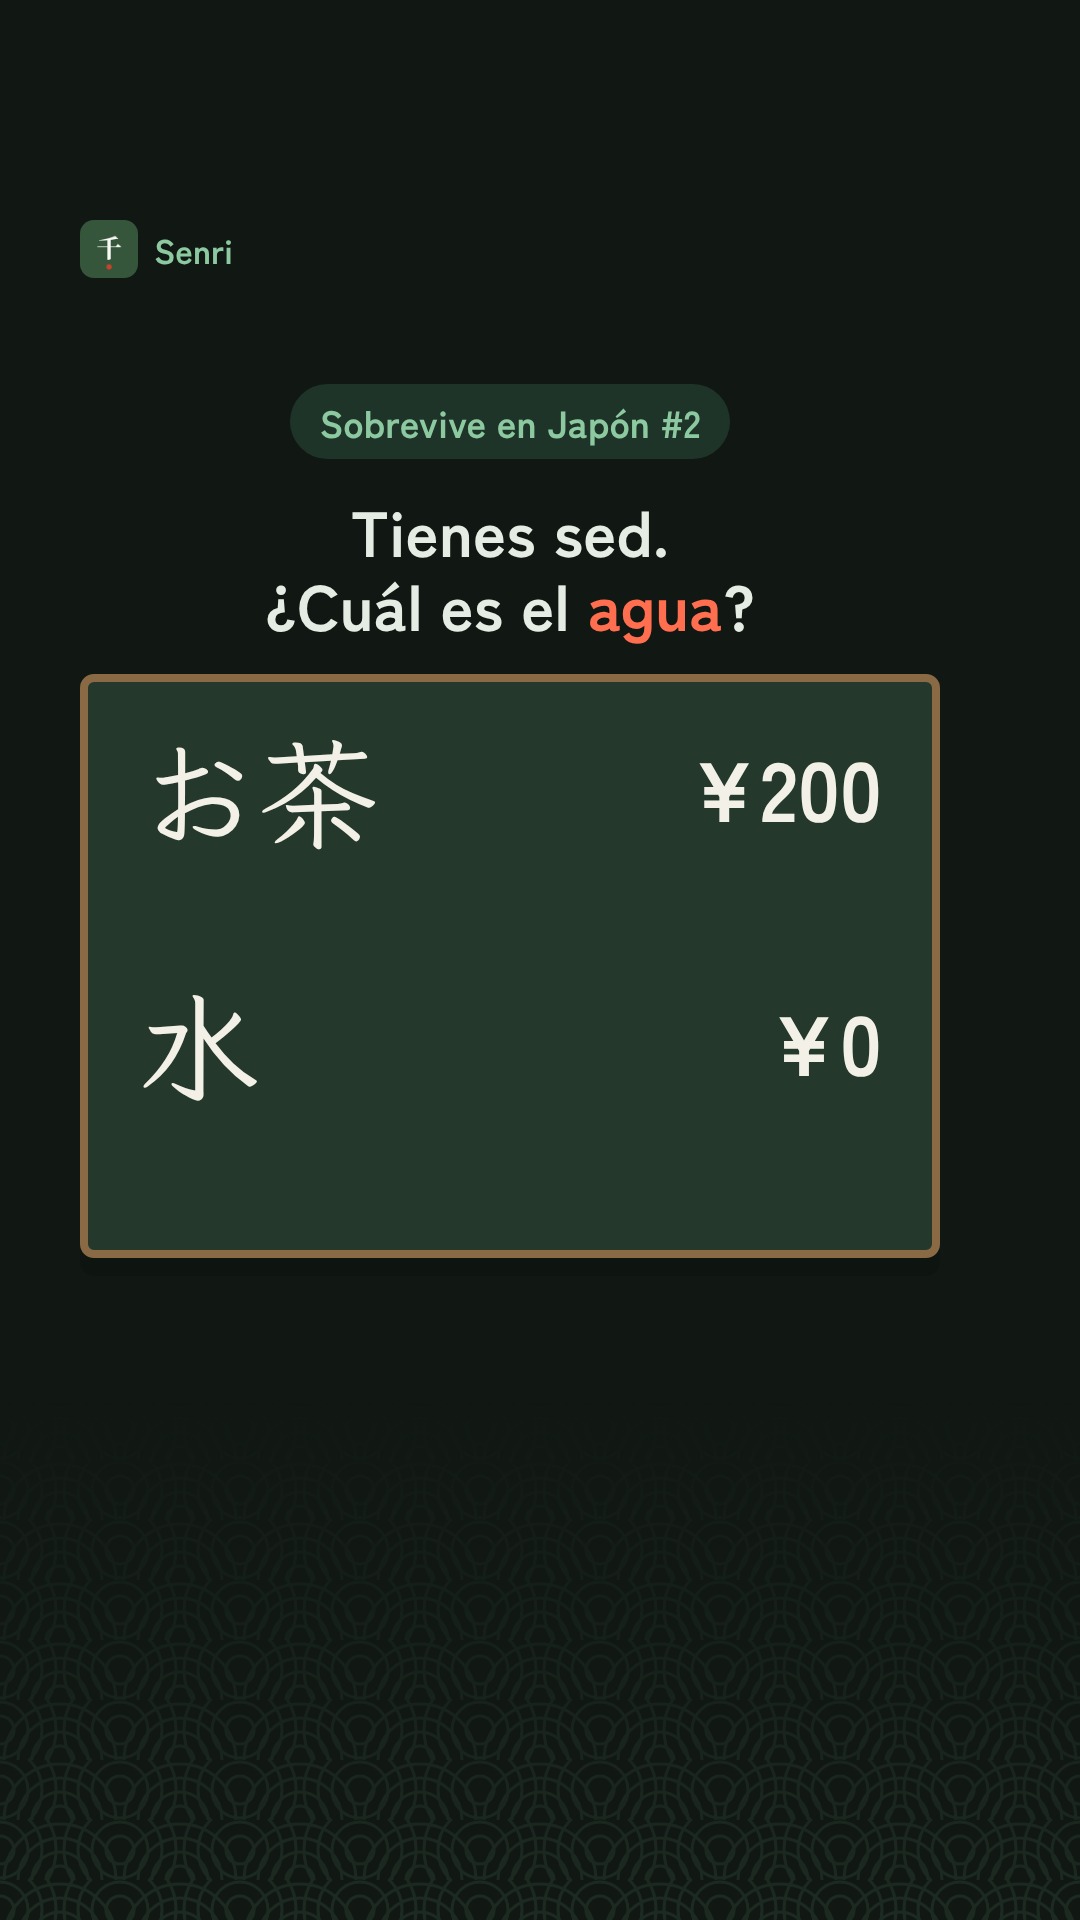 千 Senri
Sobrevive en Japón #2
Tienes sed.
¿Cuál es el agua?
お茶 ¥200
水 ¥0